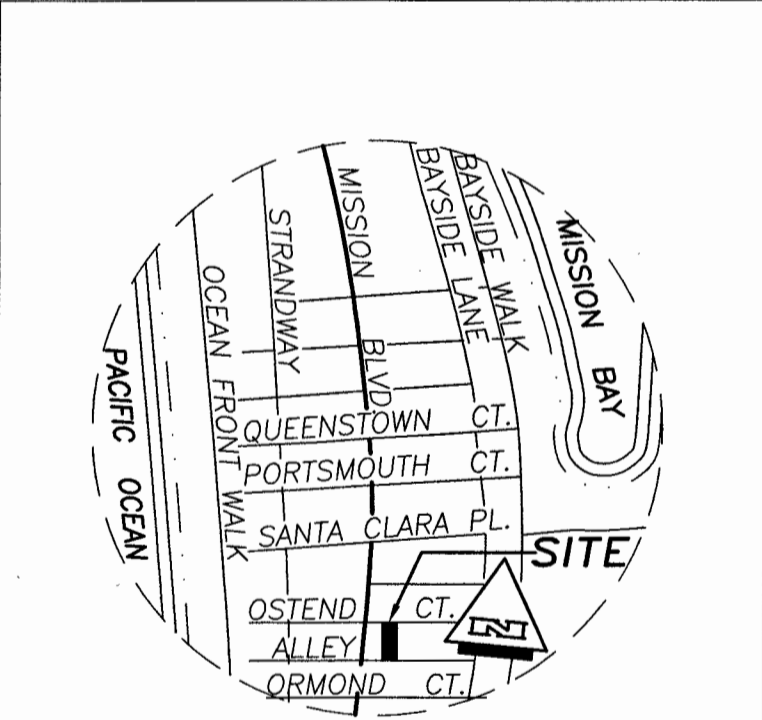 MISSION BLVD
BAYSIDE LANE
BAYSIDE WALK
MISSION BAY
STRANDWAY
OCEAN FRONT WALK
PACIFIC OCEAN
QUEENSTOWN CT.
PORTSMOUTH CT.
SANTA CLARA PL.
SITE
OSTEND CT.
N
ALLEY
ORMOND CT.